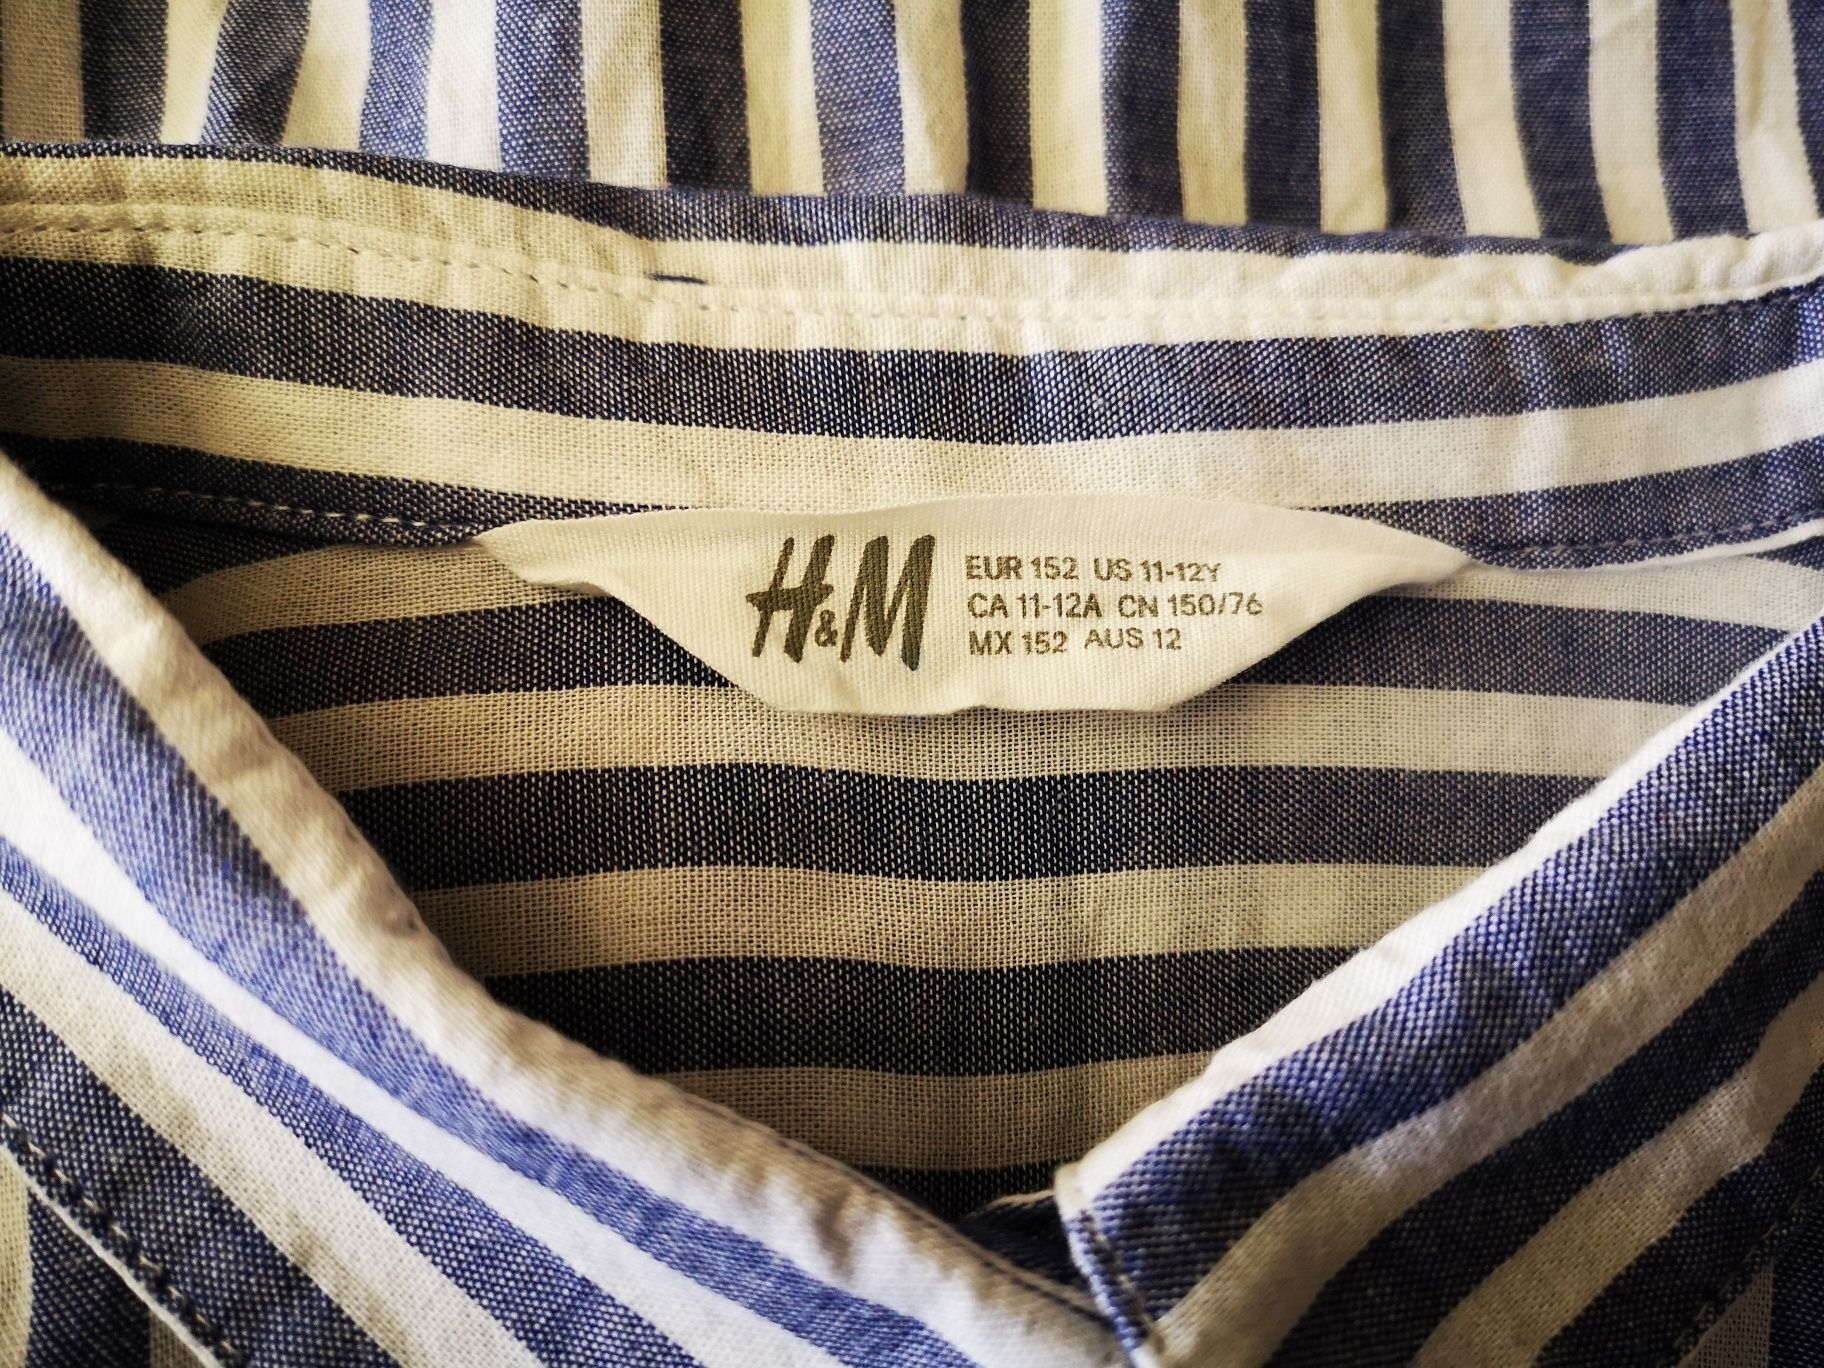 H&M
EUR 152 US 11-12Y
CA 11-12A CN 150/76
MX 152 AUS 12